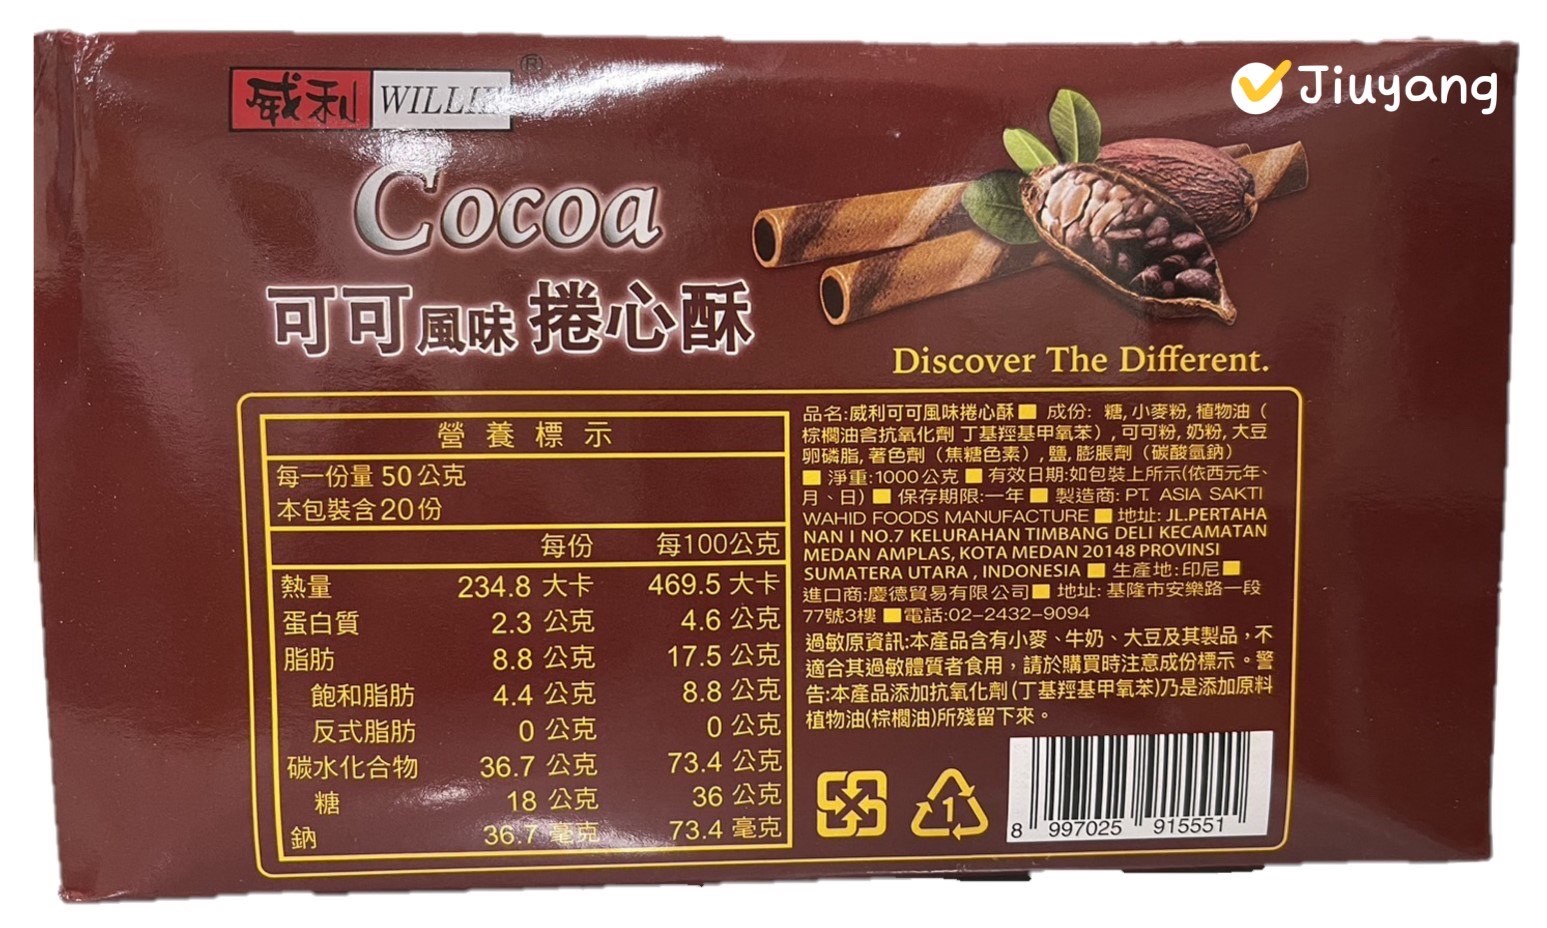 Jiuyang
威利 WILLIE ®
Cocoa
可可風味捲心酥
Discover The Different.
營養標示
每一份量 50 公克
本包裝含 20 份
每份 每100公克
熱量 234.8 大卡 469.5 大卡
蛋白質 2.3 公克 4.6 公克
脂肪 8.8 公克 17.5 公克
飽和脂肪 4.4 公克 8.8 公克
反式脂肪 0 公克 0 公克
碳水化合物 36.7 公克 73.4 公克
糖 18 公克 36 公克
鈉 36.7 毫克 73.4 毫克
品名:威利可可風味捲心酥 ■ 成份: 糖, 小麥粉, 植物油 (
棕櫚油含抗氧化劑 丁基羥基甲氧苯) , 可可粉, 奶粉, 大豆
卵磷脂, 著色劑 (焦糖色素) , 鹽, 膨脹劑 (碳酸氫鈉)
■ 淨重:1000公克 ■ 有效日期:如包裝上所示(依西元年、
月、日) ■ 保存期限:一年 ■ 製造商: PT. ASIA SAKTI
WAHID FOODS MANUFACTURE ■ 地址: JL.PERTAHA
NAN I NO.7 KELURAHAN TIMBANG DELI KECAMATAN
MEDAN AMPLAS, KOTA MEDAN 20148 PROVINSI
SUMATERA UTARA , INDONESIA ■ 生產地: 印尼 ■
進口商:慶德貿易有限公司 ■ 地址: 基隆市安樂路一段
77號3樓 ■ 電話:02-2432-9094
過敏原資訊:本產品含有小麥、牛奶、大豆及其製品，不
適合其過敏體質者食用，請於購買時注意成份標示。警
告:本產品添加抗氧化劑(丁基羥基甲氧苯)乃是添加原料
植物油(棕櫚油)所殘留下來。
1
8 997025 915551